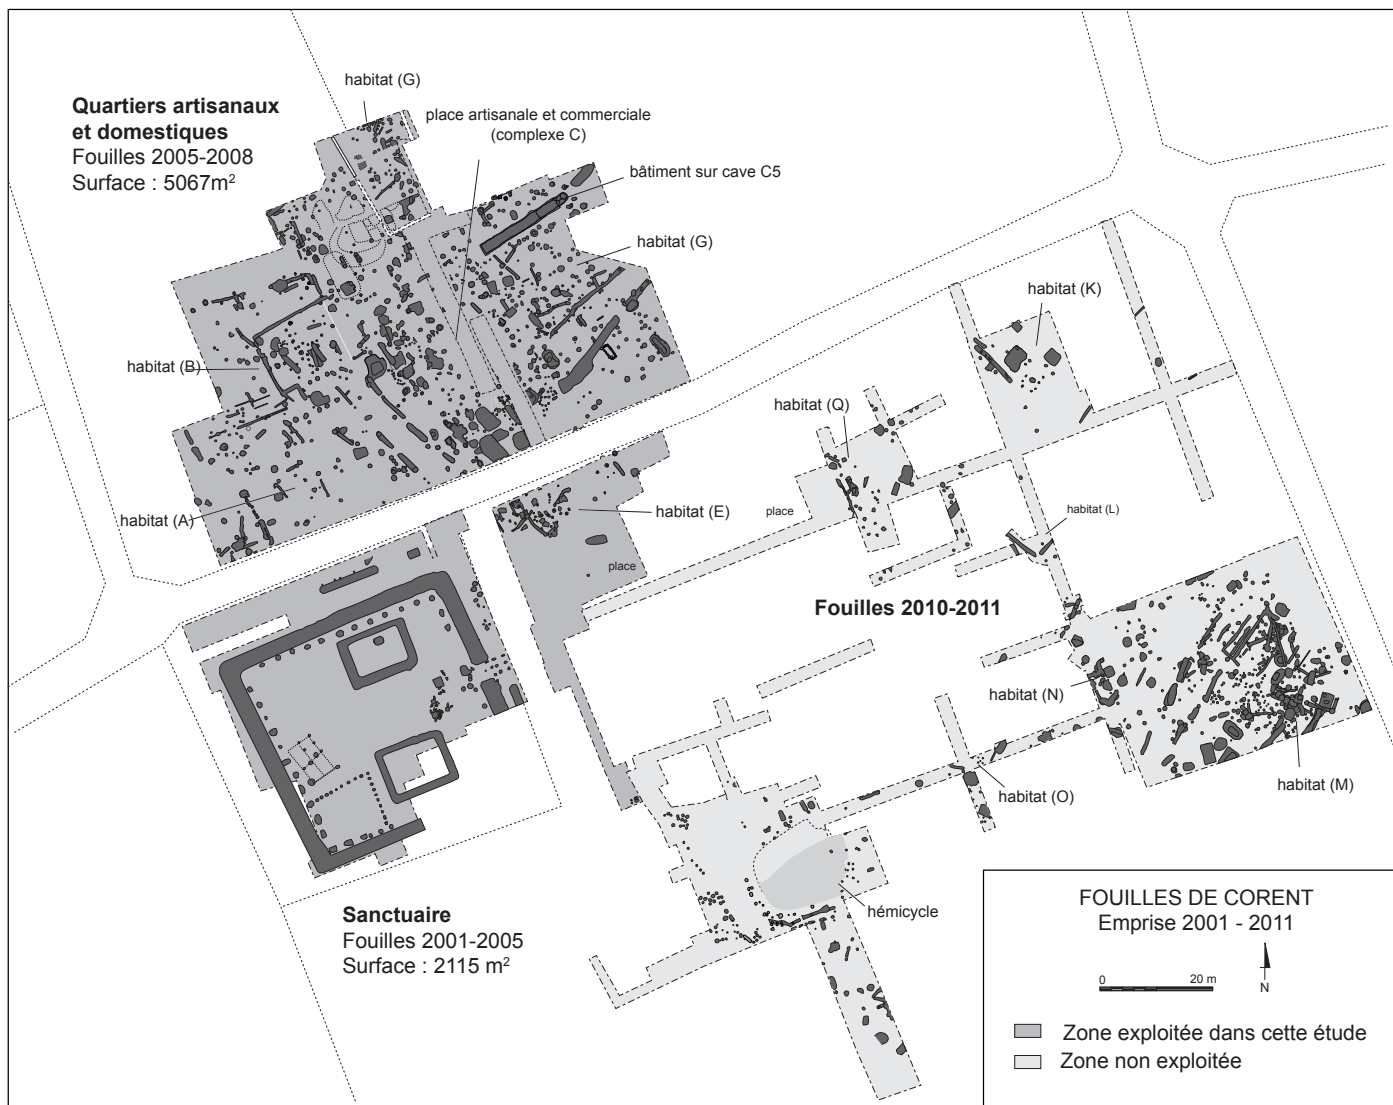 habitat (G)
Quartiers artisanaux
et domestiques
Fouilles 2005-2008
Surface : 5067m²
place artisanale et commerciale
(complexe C)
bâtiment sur cave C5
habitat (G)
habitat (K)
habitat (B)
habitat (Q)
habitat (A)
habitat (E)
place
habitat (L)
place
Fouilles 2010-2011
habitat (N)
habitat (M)
habitat (O)
hémicycle
Sanctuaire
Fouilles 2001-2005
Surface : 2115 m²
FOUILLES DE CORENT
Emprise 2001 - 2011
0 20 m
N
Zone exploitée dans cette étude
Zone non exploitée